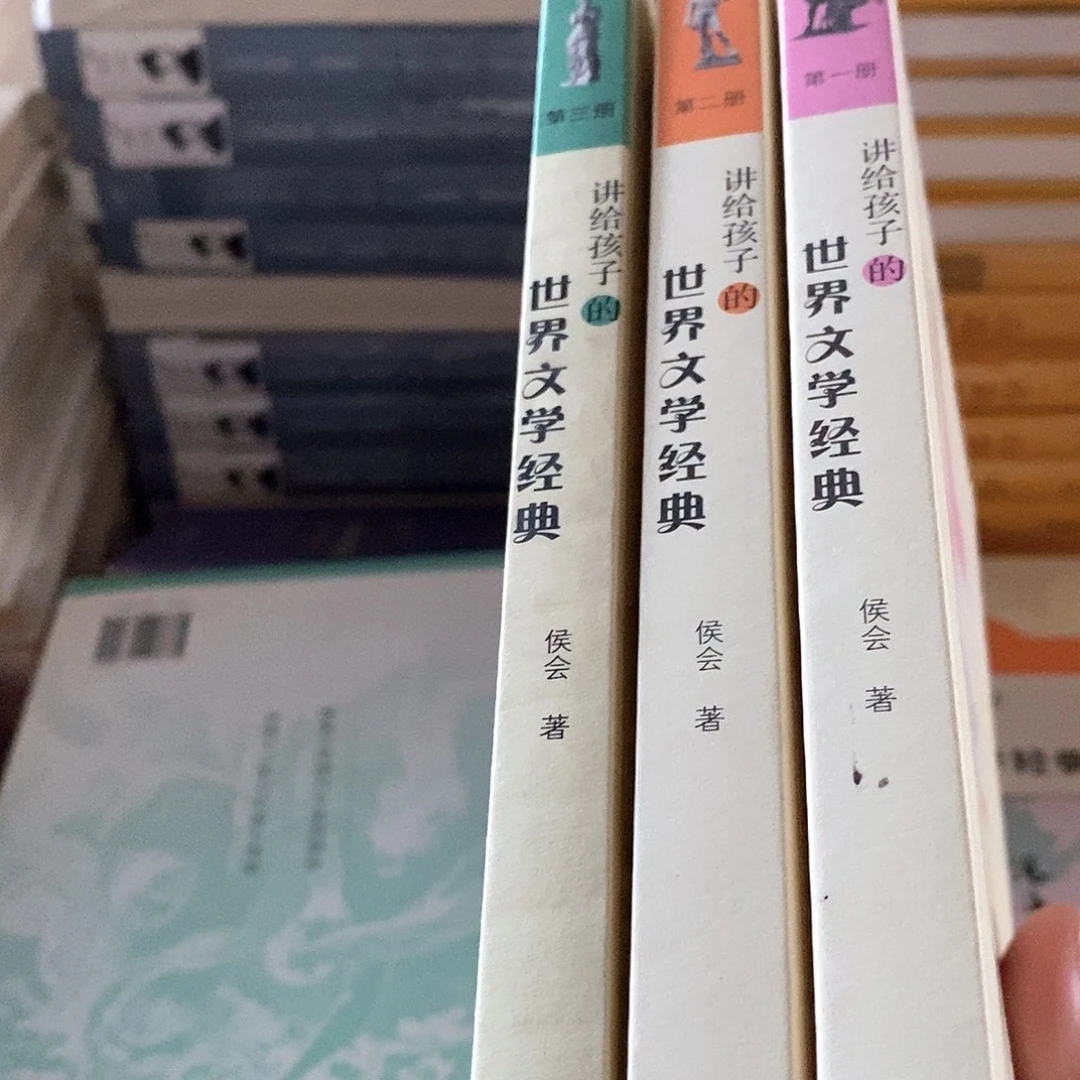 第三册
讲给孩子的
世界文学经典
侯会 著
第二册
讲给孩子的
世界文学经典
侯会 著
第一册
讲给孩子的
世界文学经典
侯会 著